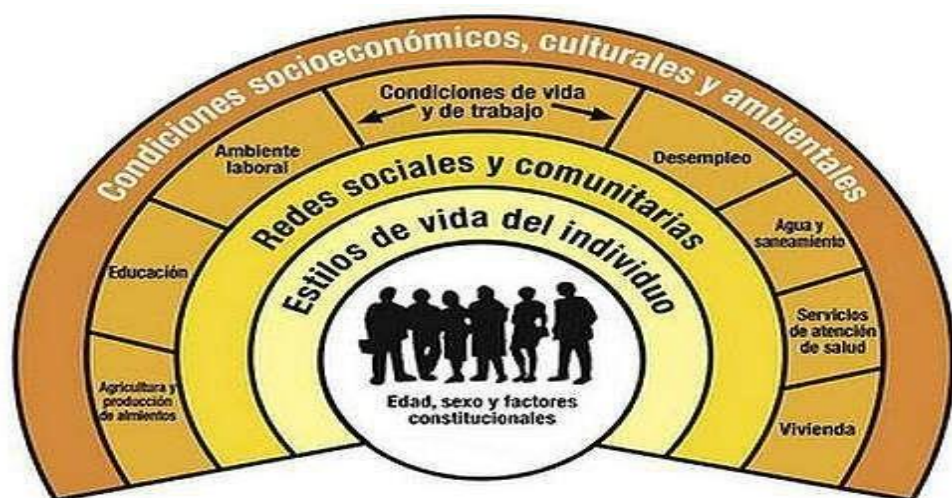 Condiciones socioeconómicos, culturales y ambientales
Condiciones de vida
y de trabajo
Ambiente
laboral
Desempleo
Redes sociales y comunitarias
Agua y
saneamiento
Estilos de vida del individuo
Educación
Servicios
de atención
de salud
Agricultura y
producción
de almientos
Edad, sexo y factores
constitucionales
Vivienda